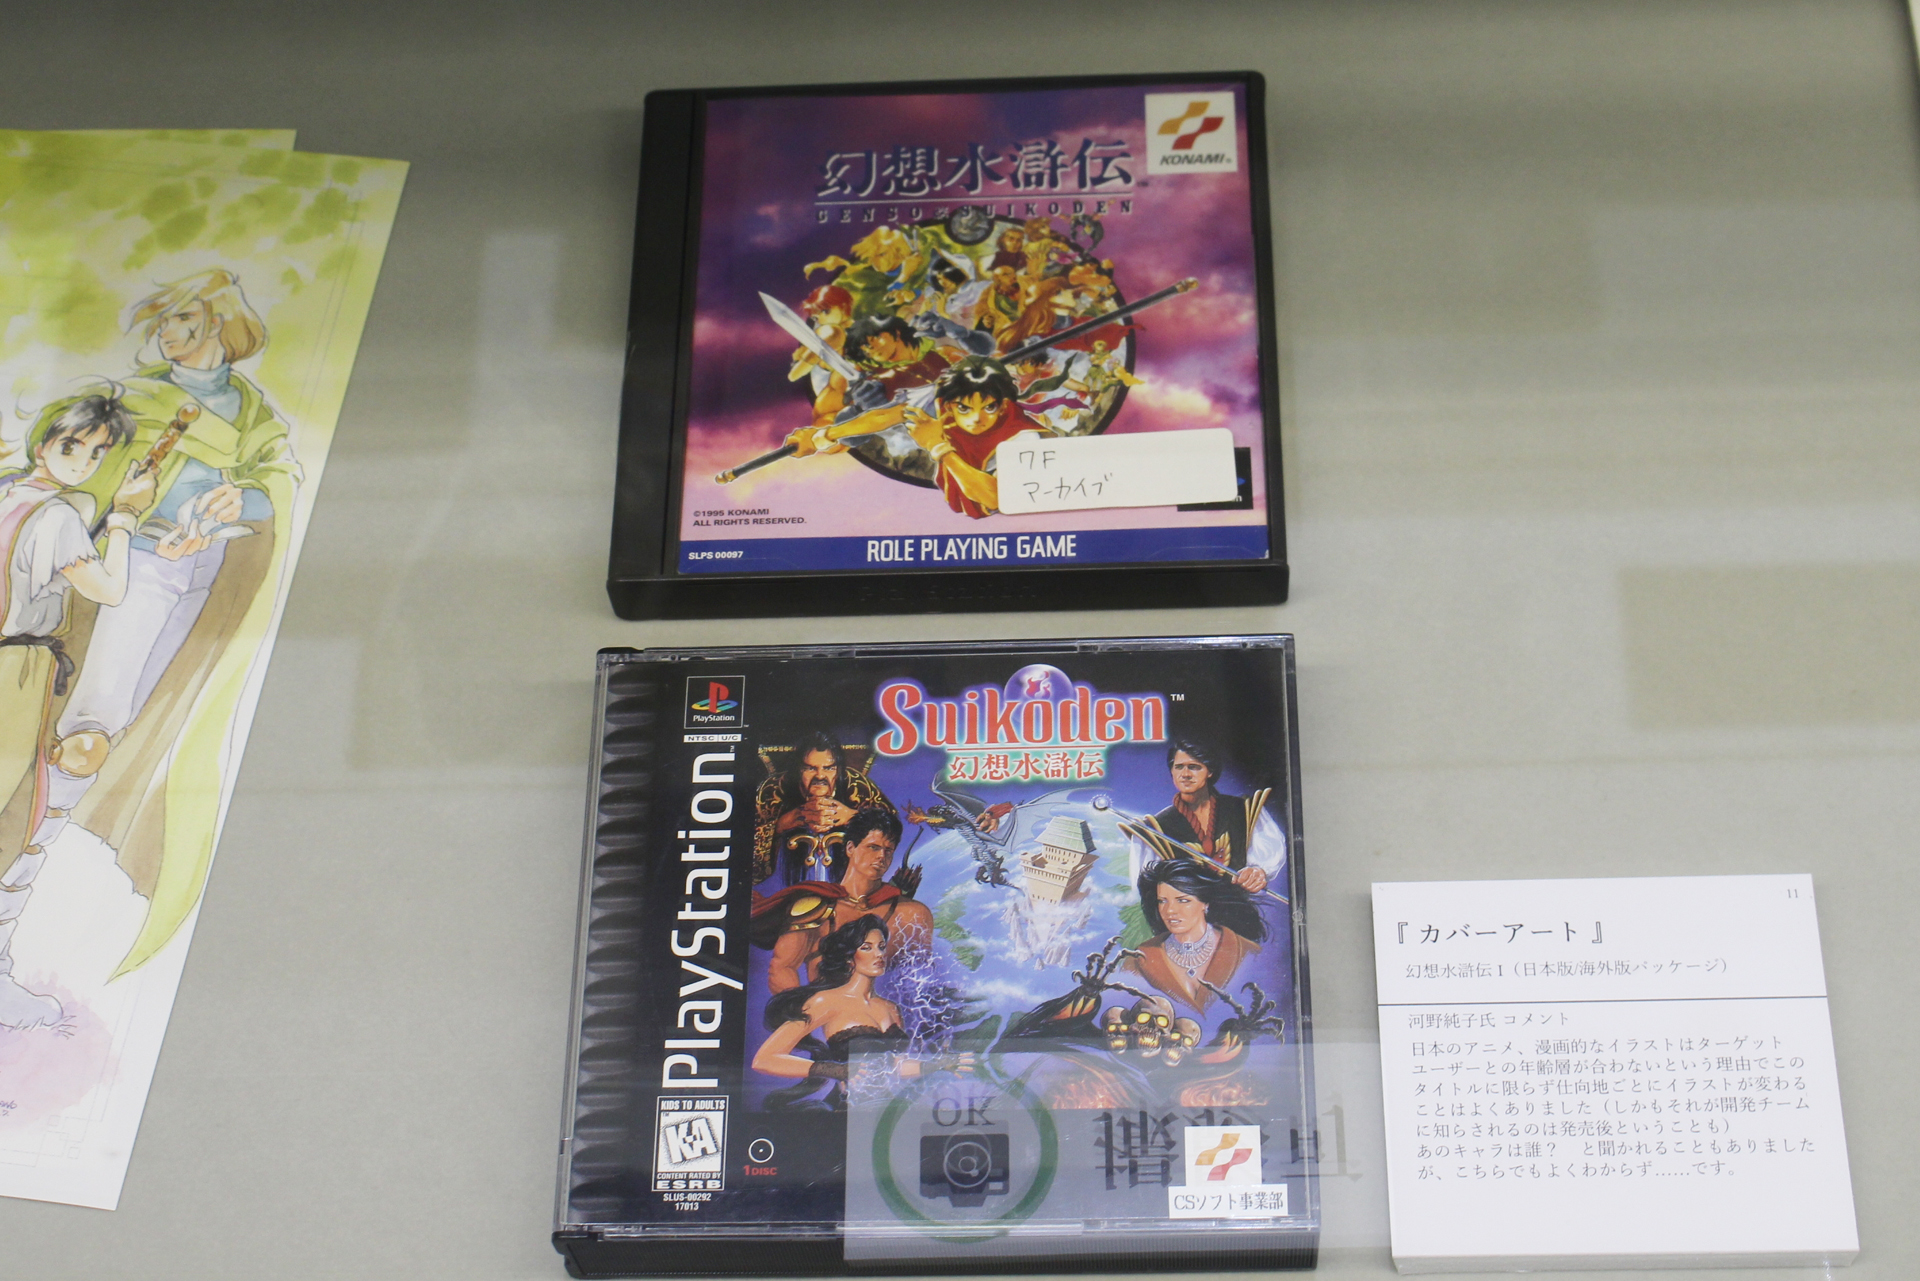 KONAMI
幻想水滸伝
GENSO SUIKODEN
7F
アーカイブ
©1995 KONAMI
ALL RIGHTS RESERVED.
SLPS 00097
ROLE PLAYING GAME
PlayStation
NTSC U/C
PlayStation
Suikoden™
幻想水滸伝
KIDS TO ADULTS
K-A
CONTENT RATED BY
ESRB
SLUS-00292
17013
1 DISC
CSソフト事業部
OK
撮影可
11
『 カバーアート 』
幻想水滸伝 I（日本版/海外版パッケージ）
河野純子氏 コメント
日本のアニメ、漫画的なイラストはターゲット
ユーザーとの年齢層が合わないという理由でこの
タイトルに限らず仕向地ごとにイラストが変わる
ことはよくありました（しかもそれが開発チーム
に知らされるのは発売後ということも）
あのキャラは誰？　と聞かれることもありました
が、こちらでもよくわからず……です。